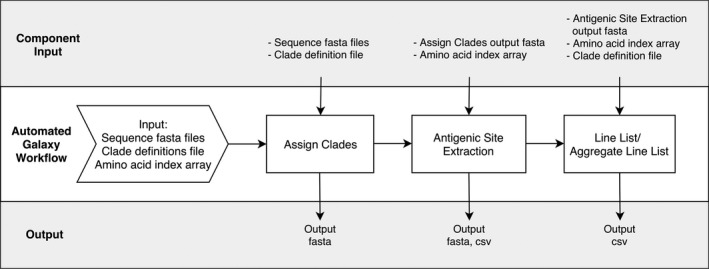 Component
Input
- Sequence fasta files
- Clade definition file
- Assign Clades output fasta
- Amino acid index array
- Antigenic Site Extraction
output fasta
- Amino acid index array
- Clade definition file
Automated
Galaxy
Workflow
Input:
Sequence fasta files
Clade definitions file
Amino acid index array
Assign Clades
Antigenic Site
Extraction
Line List/
Aggregate Line List
Output
Output
fasta
Output
fasta, csv
Output
csv